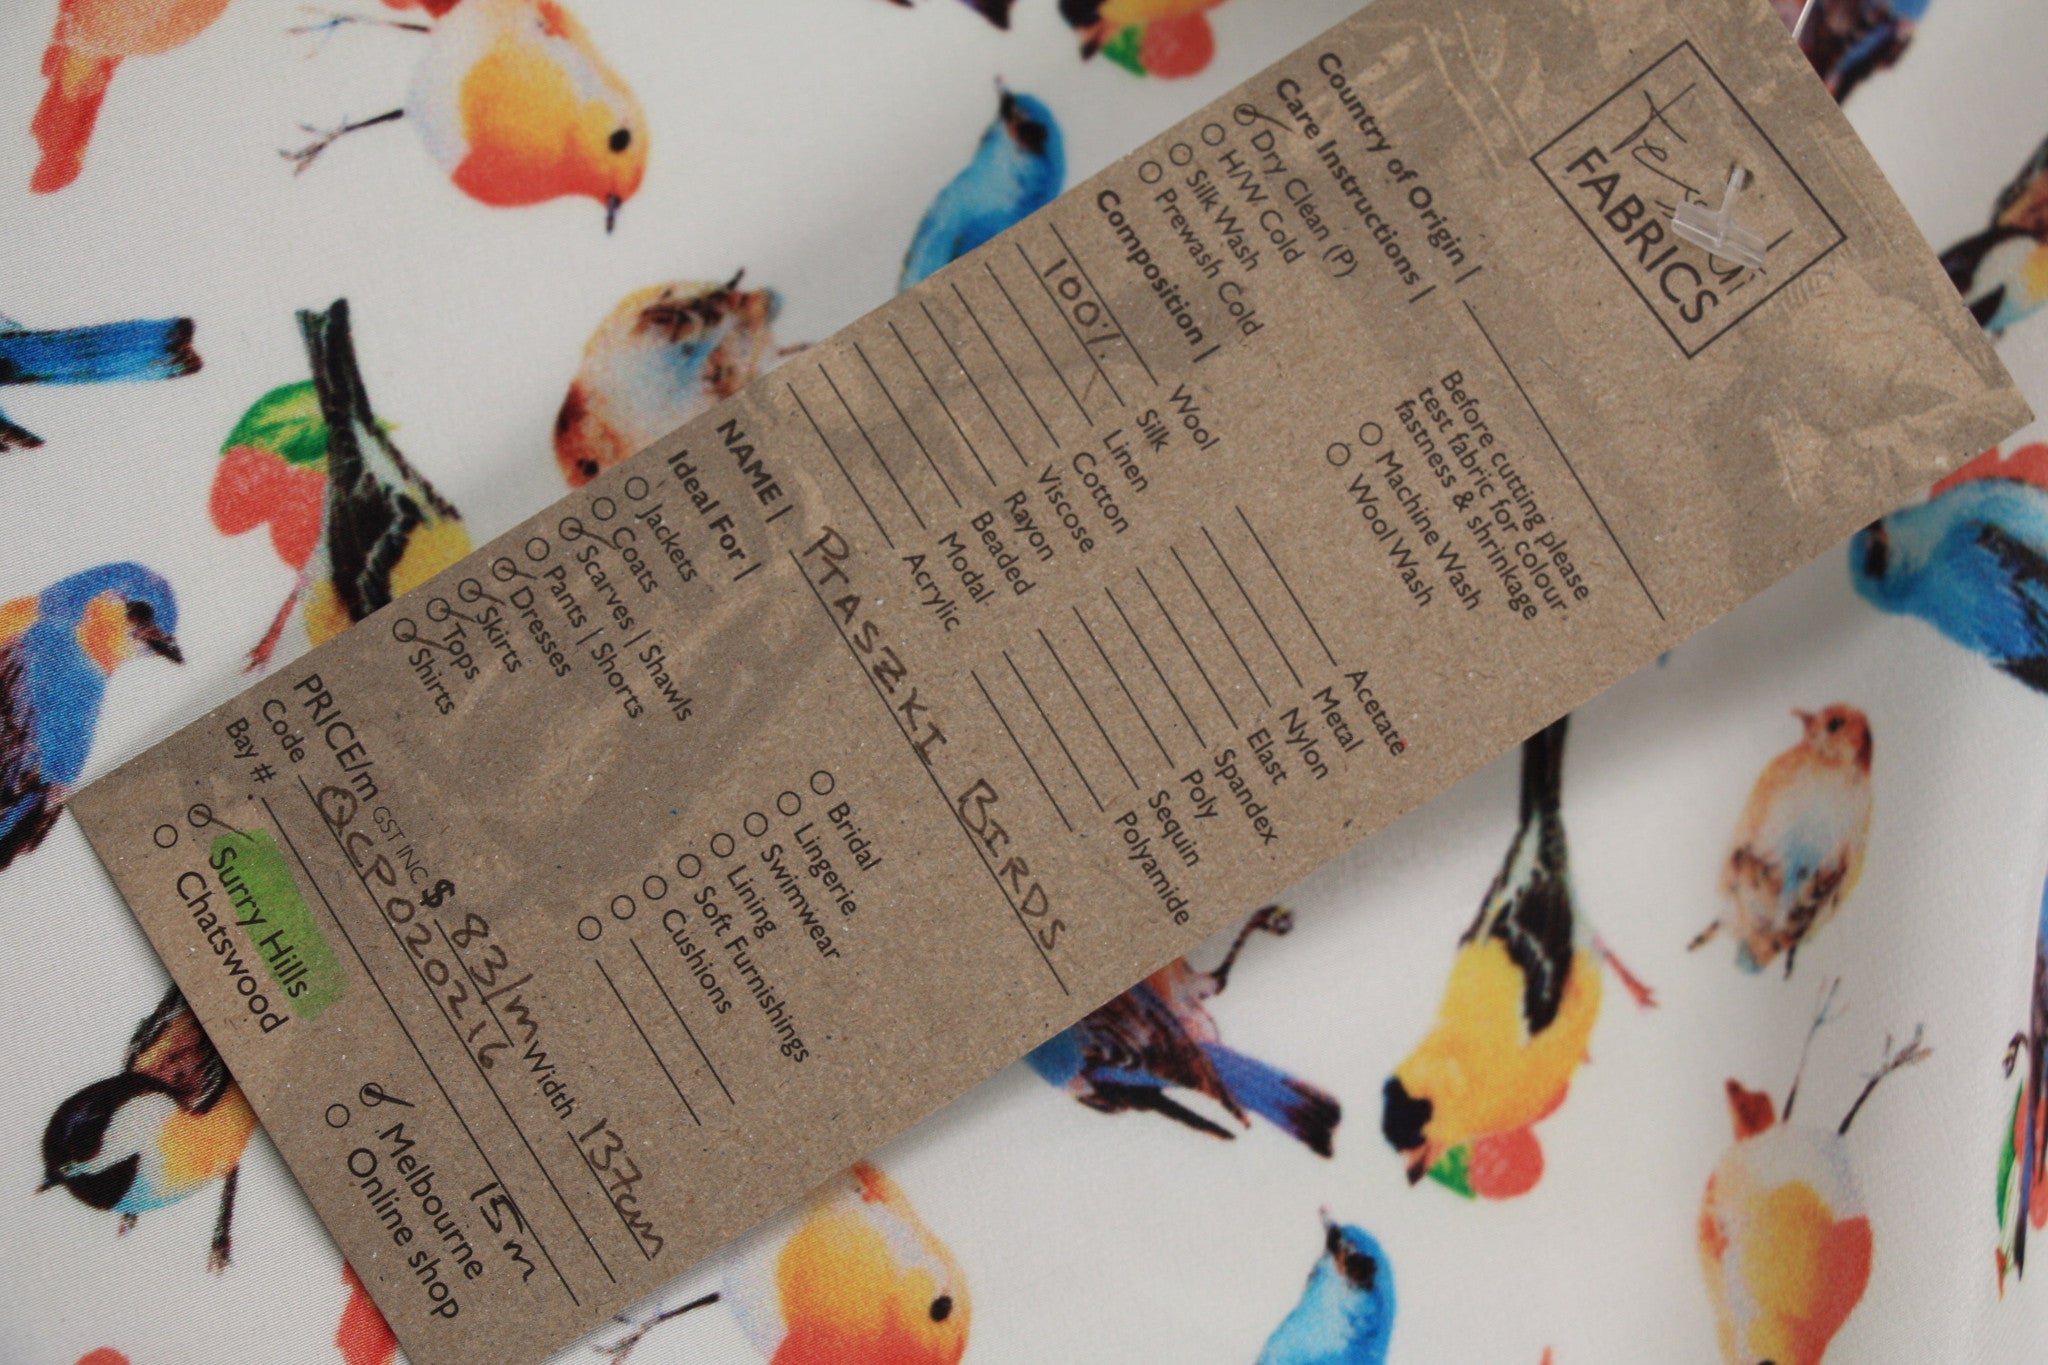 Tessuti
FABRICS
Country of Origin |
Care Instructions |
Dry Clean (P)
H/W Cold
Silk Wash
Prewash Cold
Before cutting please
test fabric for colour
fastness & shrinkage
Machine Wash
Wool Wash
Composition |
Wool
100% Silk
Linen
Cotton
Viscose
Rayon
Beaded
Modal
Acrylic
Acetate
Metal
Nylon
Elast
Spandex
Poly
Sequin
Polyamide
NAME | PTASZKI BIRDS
Ideal For |
Jackets
Coats
Scarves | Shawls
Pants | Shorts
Dresses
Skirts
Tops
Shirts
Bridal
Lingerie
Swimwear
Lining
Soft Furnishings
Cushions
PRICE/m GST INC $ 83/m Width 137cm
Code QCP020216
Bay # 15m
Surry Hills
Chatswood
Melbourne
Online shop